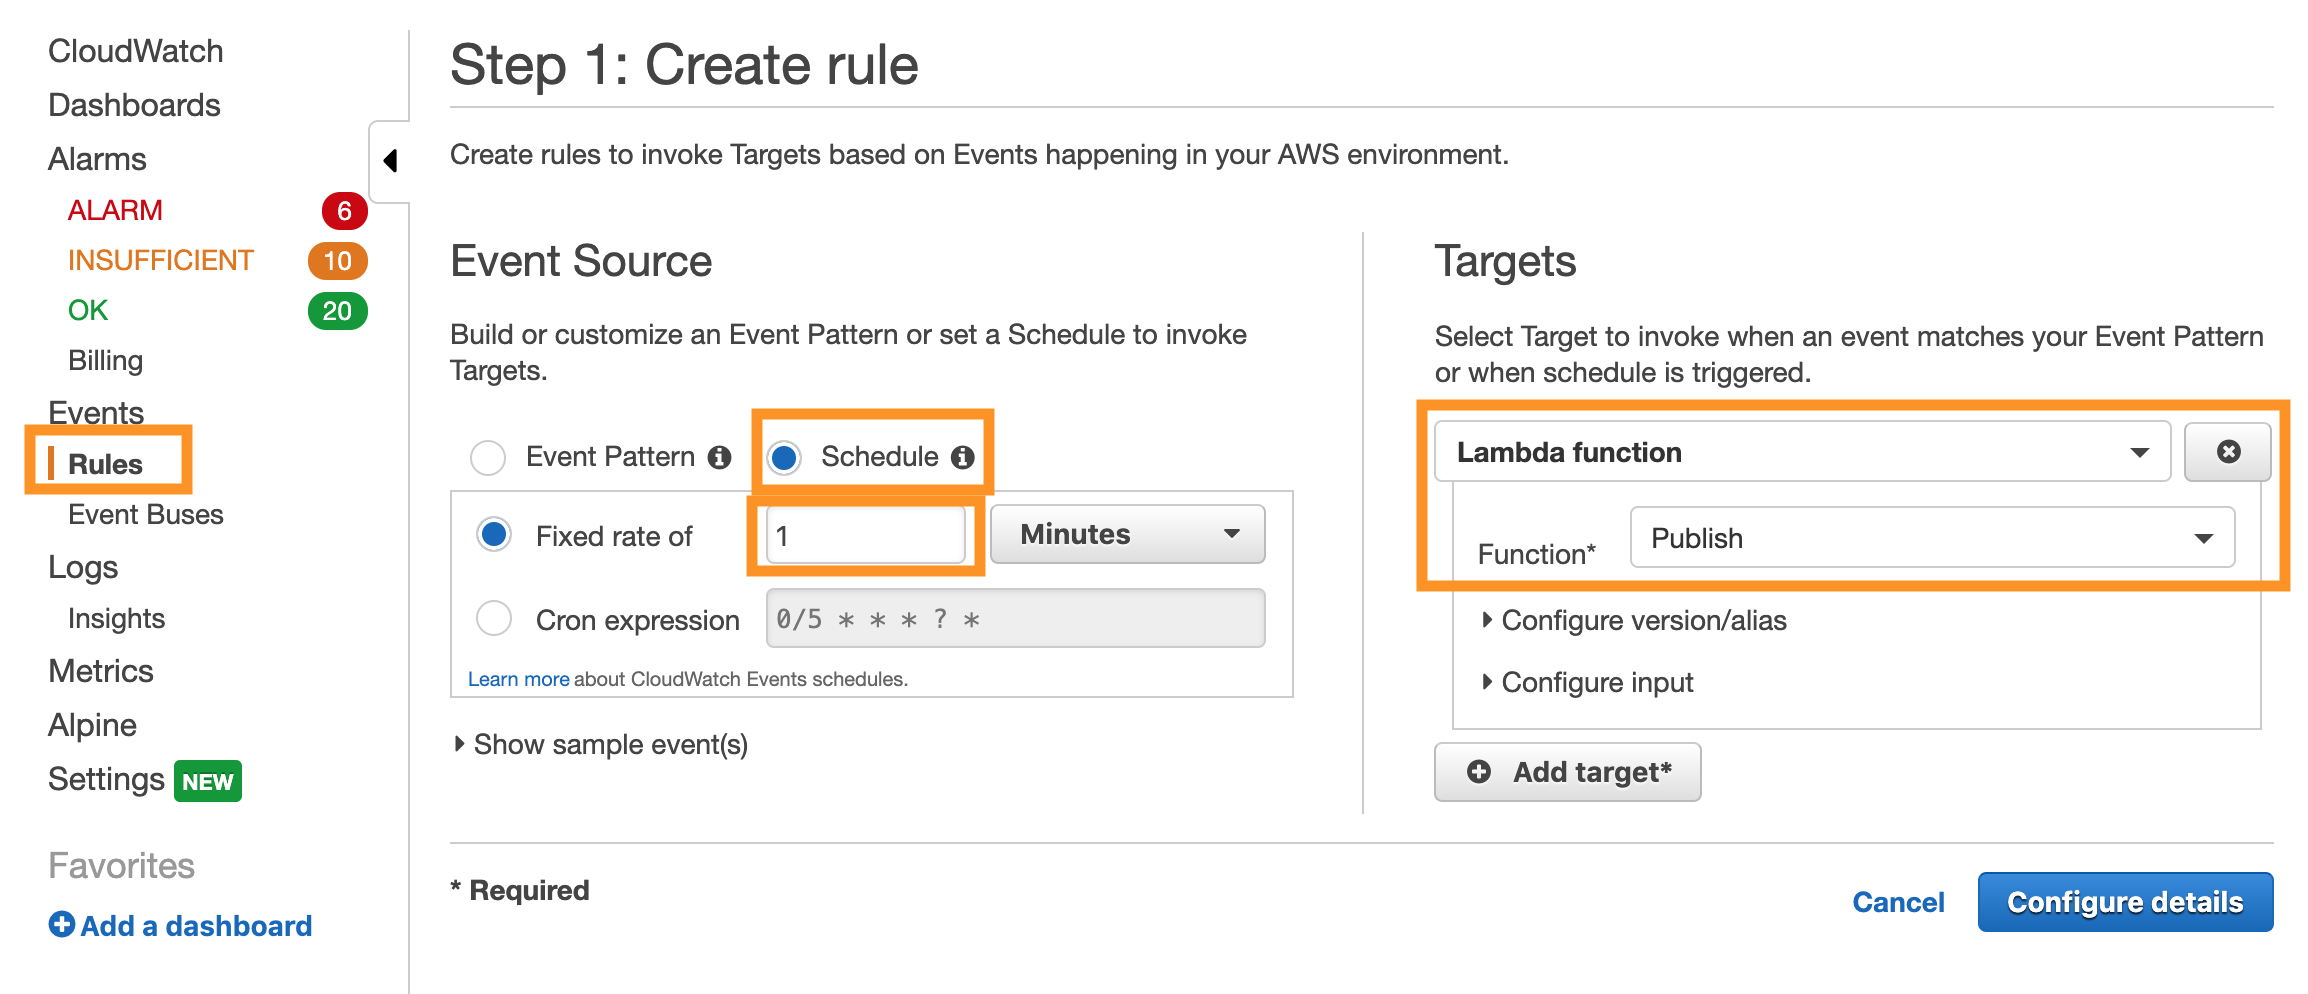 CloudWatch
Dashboards
Alarms
ALARM 6
INSUFFICIENT 10
OK 20
Billing
Events
Rules
Event Buses
Logs
Insights
Metrics
Alpine
Settings NEW
Favorites
Add a dashboard
Step 1: Create rule
Create rules to invoke Targets based on Events happening in your AWS environment.
Event Source
Build or customize an Event Pattern or set a Schedule to invoke
Targets.
Event Pattern Schedule
Fixed rate of 1 Minutes
Cron expression 0/5 * * * ? *
Learn more about CloudWatch Events schedules.
Show sample event(s)
Targets
Select Target to invoke when an event matches your Event Pattern
or when schedule is triggered.
Lambda function
Function* Publish
Configure version/alias
Configure input
Add target*
* Required
Cancel Configure details